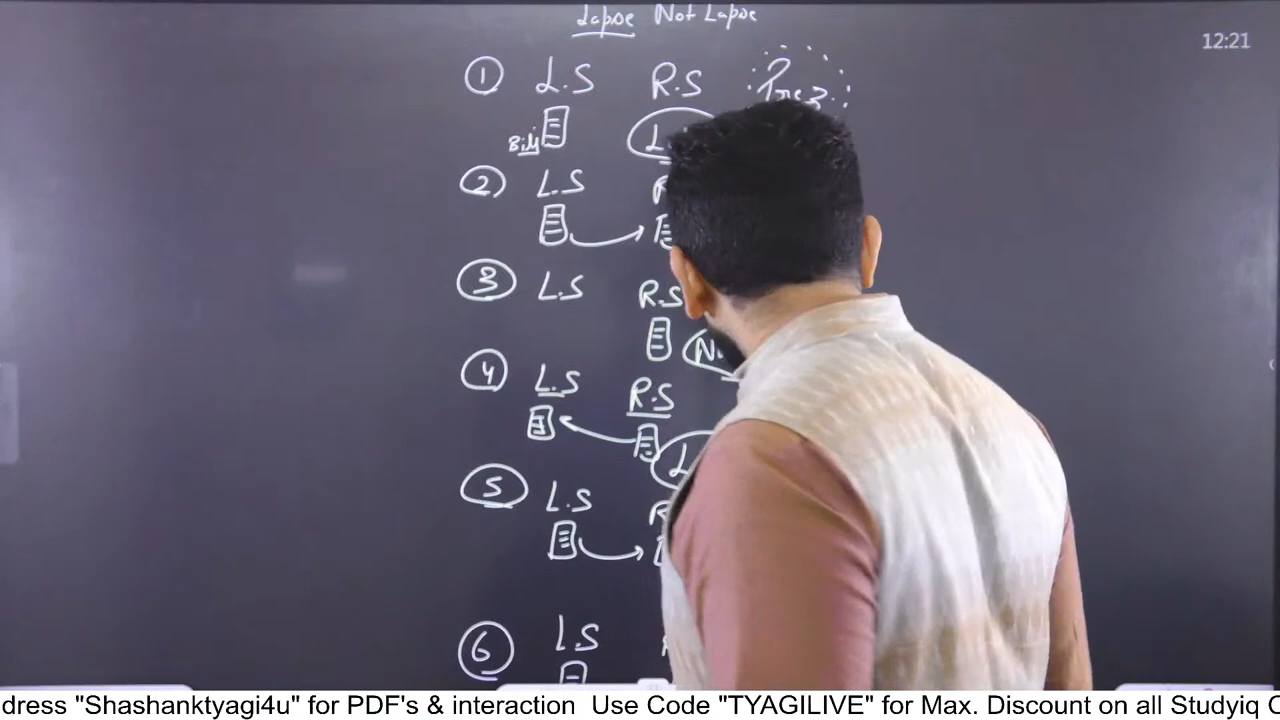 Lapse Not Lapse
12:21
① L.S R.S Pres
Bill L
② L.S R
③ L.S R.S
④ L.S R.S
L
⑤ L.S R
⑥ L.S
dress "Shashanktyagi4u" for PDF's & interaction Use Code "TYAGILIVE" for Max. Discount on all Studyiq